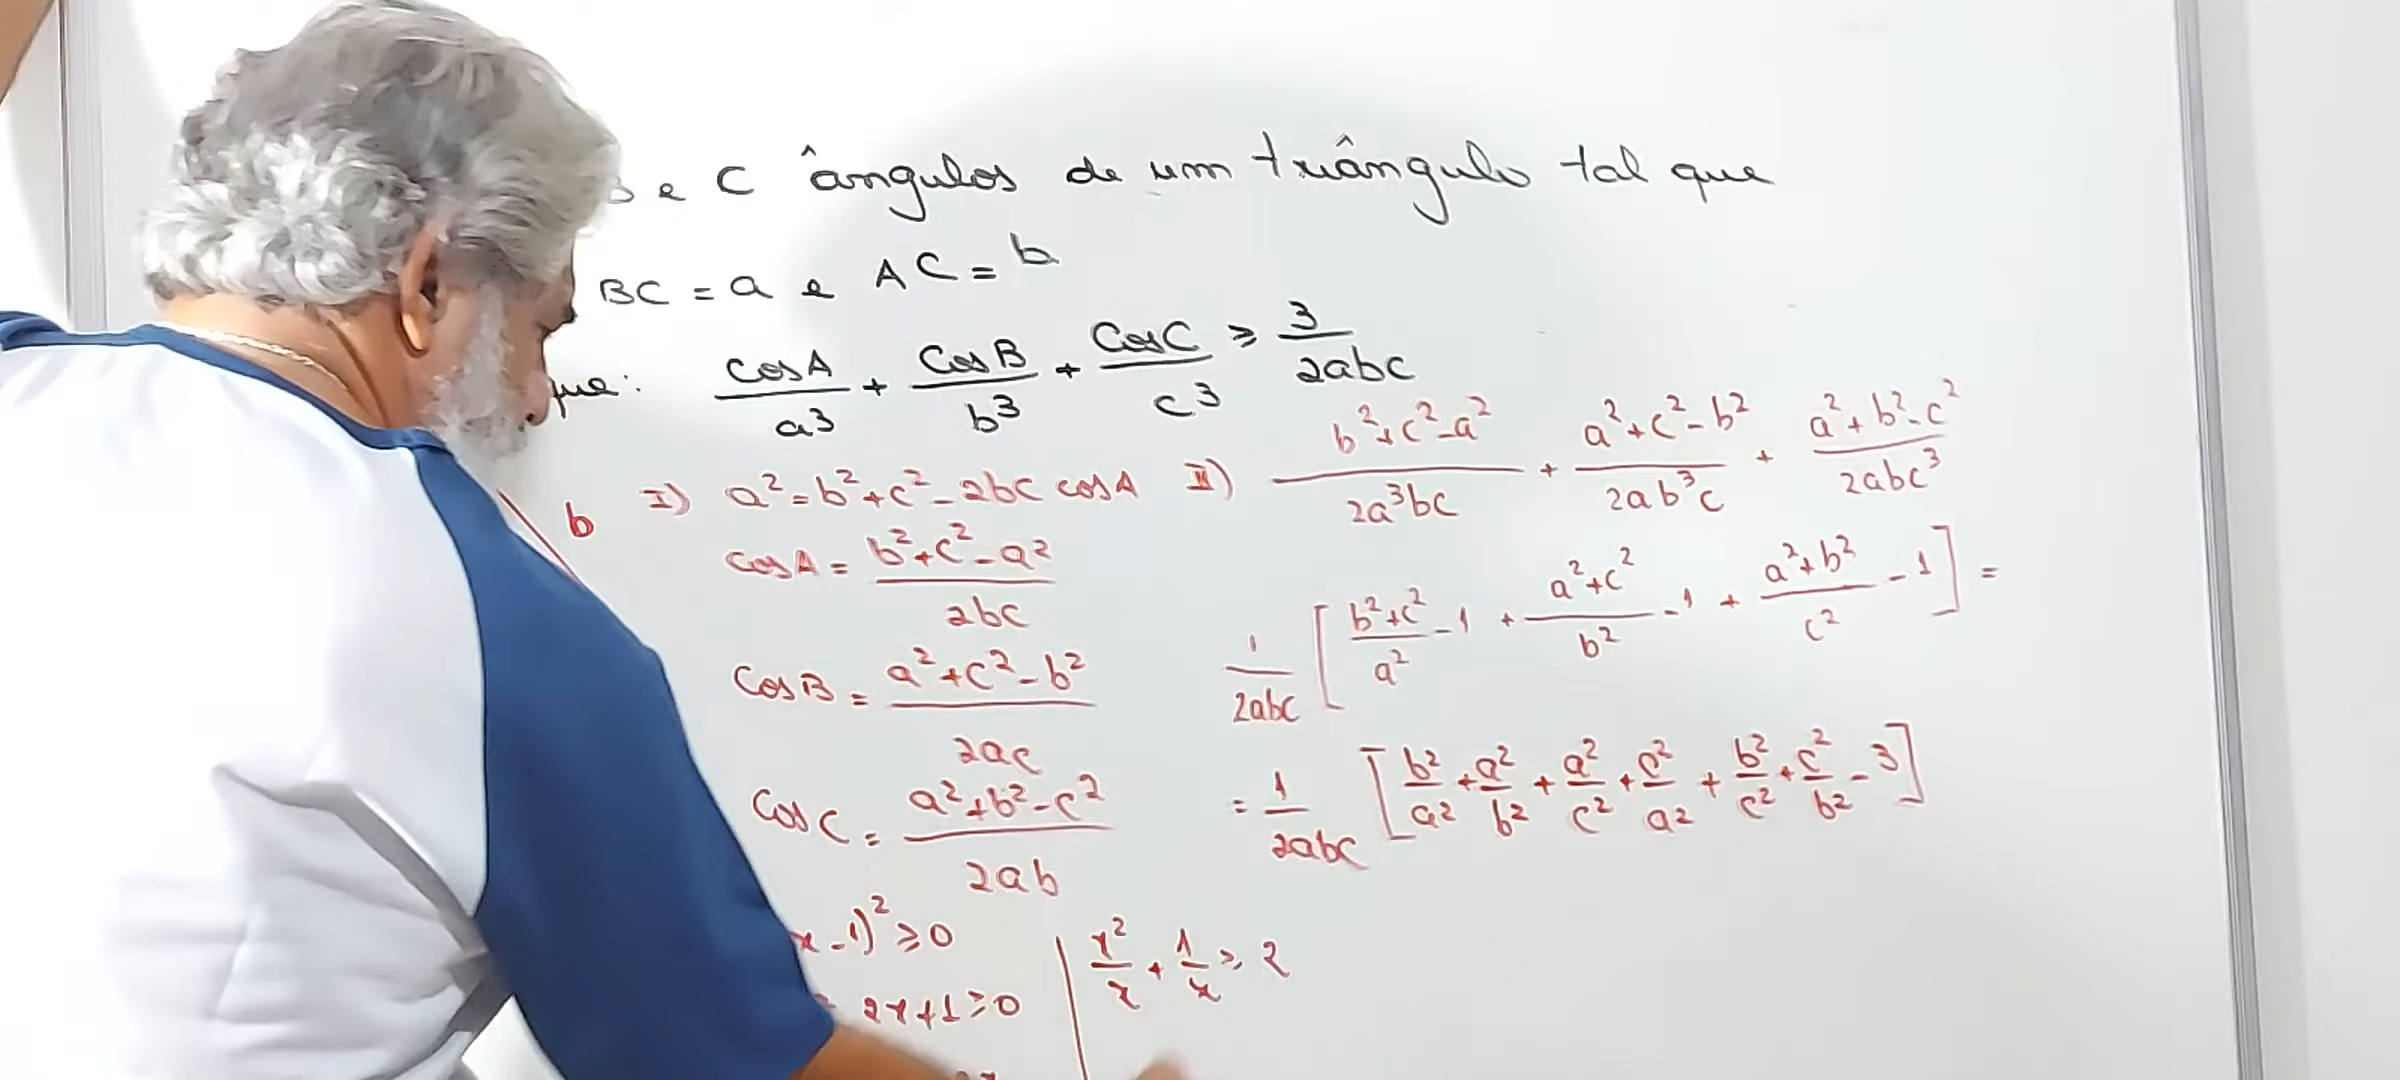 e C ângulos de um triângulo tal que
BC = a e AC = b
que: cosA/a³ + cosB/b³ + cosC/c³ ≥ 3/2abc
b
I) a² = b² + c² - 2bc cosA
cosA = b² + c² - a² / 2bc
cosB = a² + c² - b² / 2ac
cosC = a² + b² - c² / 2ab
x - 1)² ≥ 0
2x + 1 ≥ 0
x²/x + 1/x ≥ 2
II) b² + c² - a² / 2a³bc + a² + c² - b² / 2ab³c + a² + b² - c² / 2abc³
1/2abc [ b² + c² / a² - 1 + a² + c² / b² - 1 + a² + b² / c² - 1 ] =
= 1/2abc [ b²/a² + a²/b² + a²/c² + c²/a² + b²/c² + c²/b² - 3 ]